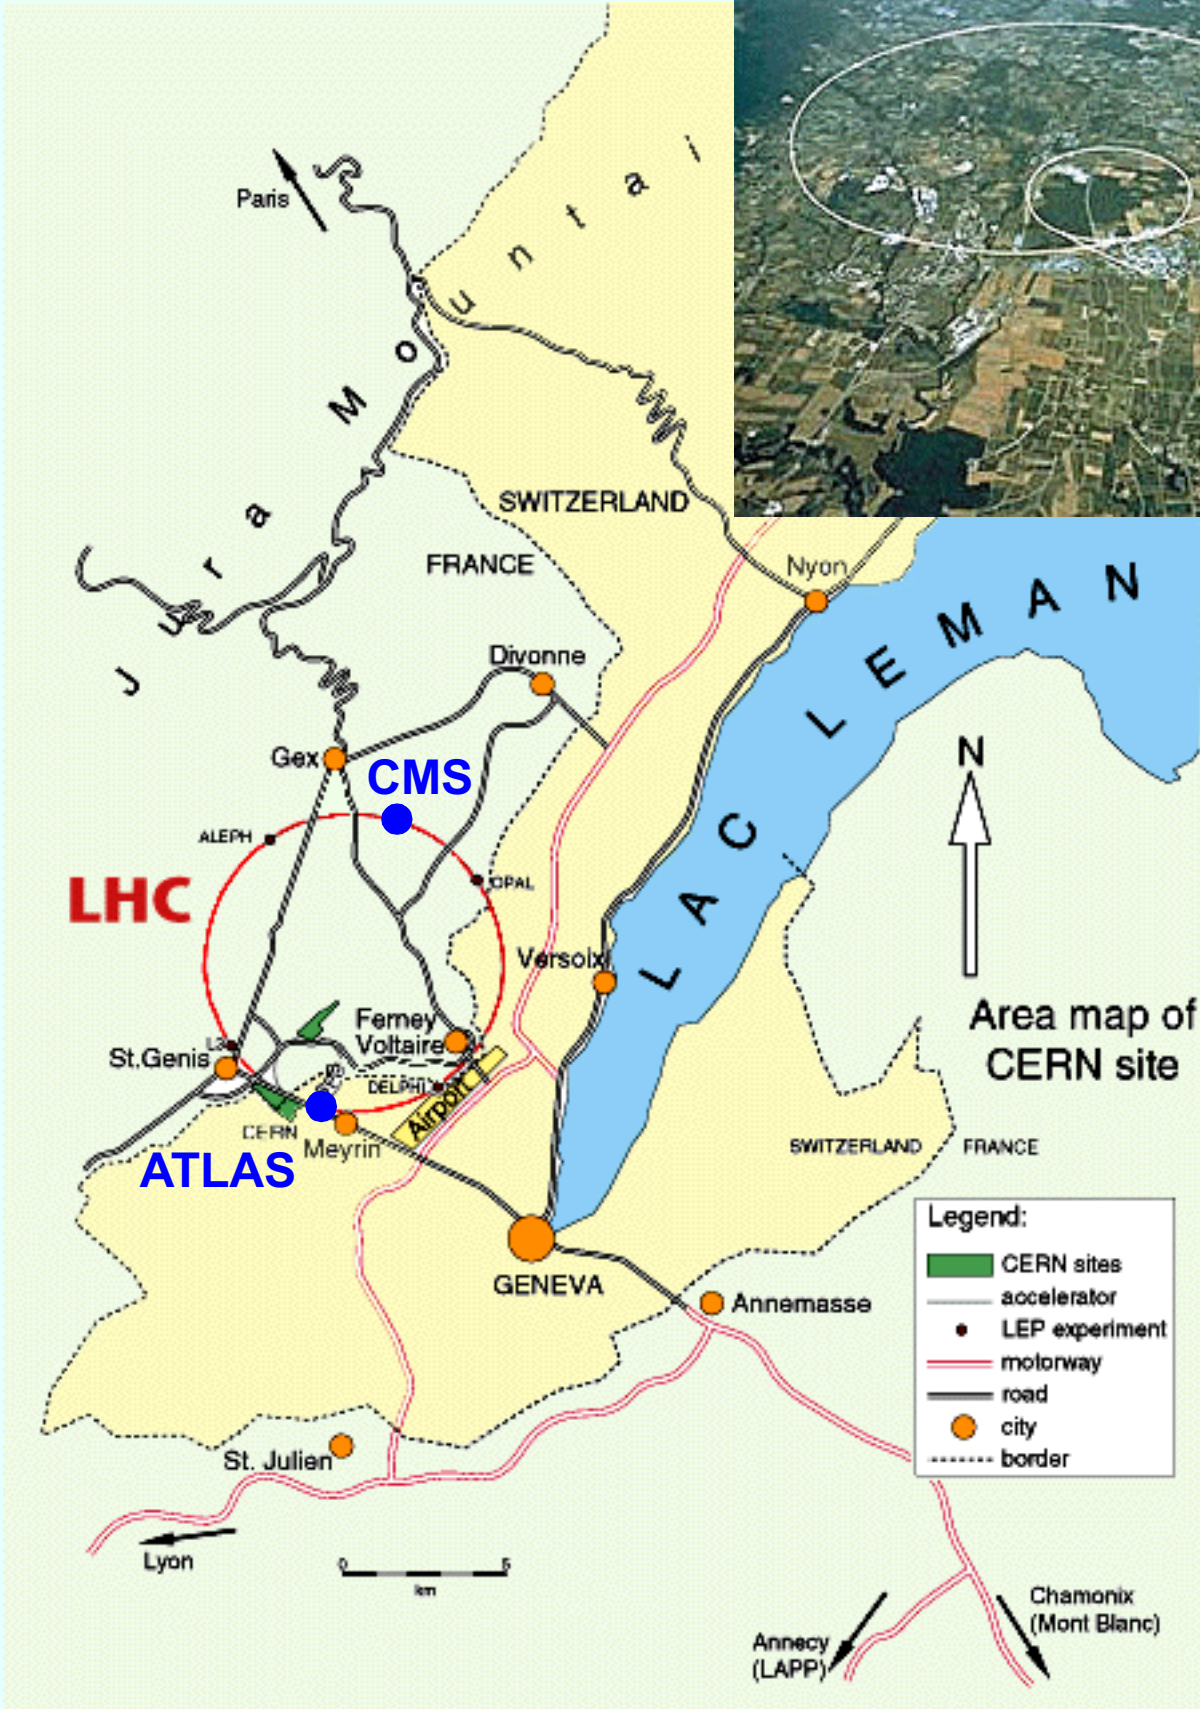 Paris
Jura Mountai
SWITZERLAND
FRANCE
Nyon
LAC LEMAN
Divonne
Gex
CMS
ALEPH
OPAL
LHC
N
Versoix
Area map of
CERN site
Ferney
Voltaire
L3
St.Genis
DELPHI
Airport
CERN
Meyrin
ATLAS
SWITZERLAND
FRANCE
GENEVA
Annemasse
Legend:
CERN sites
accelerator
LEP experiment
motorway
road
city
border
St. Julien
Lyon
0 5
km
Chamonix
(Mont Blanc)
Annecy
(LAPP)